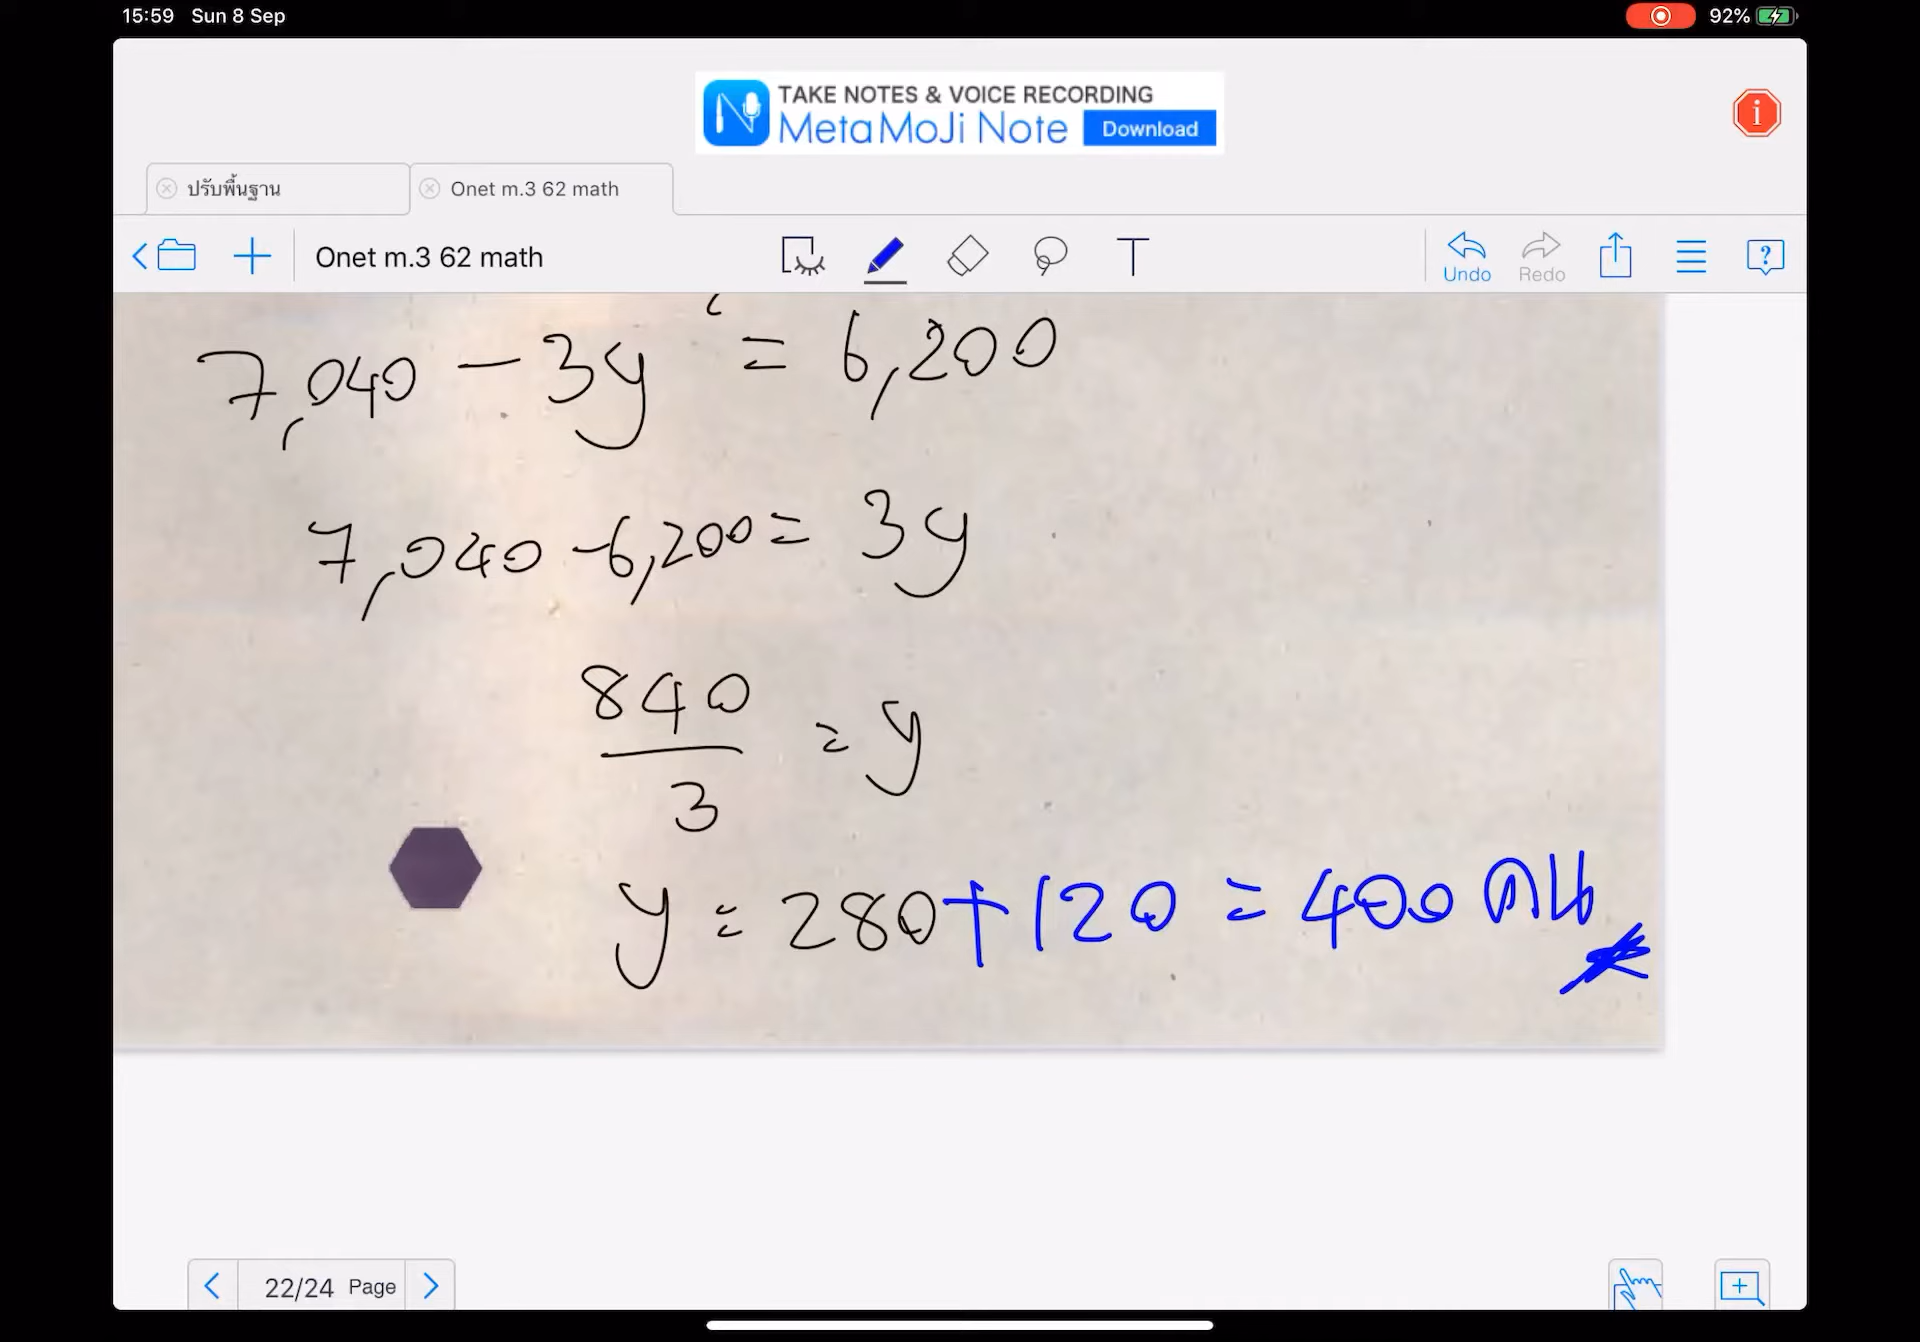 15:59 Sun 8 Sep
92%
TAKE NOTES & VOICE RECORDING
MetaMoJi Note Download
ปรับพื้นฐาน
Onet m.3 62 math
Onet m.3 62 math
T
Undo
Redo
7,040 - 3y = 6,200
7,040 - 6,200 = 3y
840
3
= y
y = 280 + 120 = 400
22/24 Page